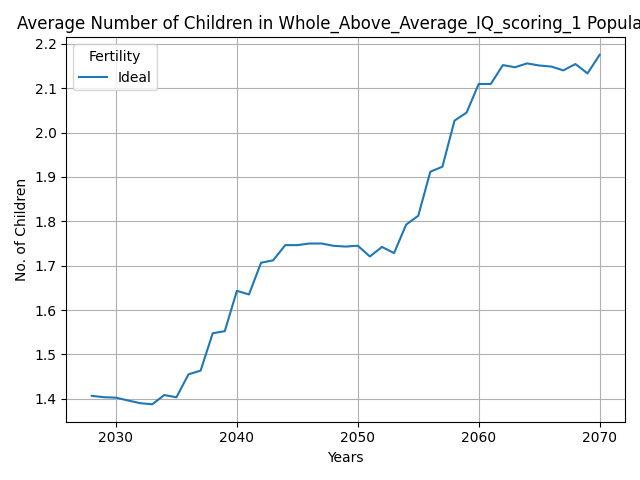 Average Number of Children in Whole_Above_Average_IQ_scoring_1 Popula
Fertility
Ideal
No. of Children
2.2
2.1
2.0
1.9
1.8
1.7
1.6
1.5
1.4
2030 2040 2050 2060 2070
Years